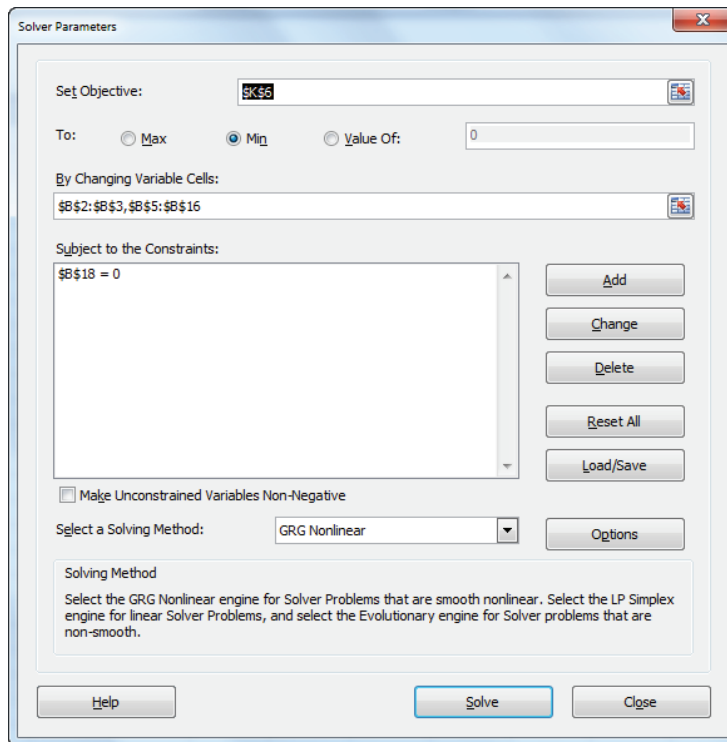 Solver Parameters
x
Set Objective:
$K$6
To:
Max
Min
Value Of:
0
By Changing Variable Cells:
$B$2:$B$3,$B$5:$B$16
Subject to the Constraints:
$B$18 = 0
Add
Change
Delete
Reset All
Load/Save
Make Unconstrained Variables Non-Negative
Select a Solving Method:
GRG Nonlinear
Options
Solving Method
Select the GRG Nonlinear engine for Solver Problems that are smooth nonlinear. Select the LP Simplex
engine for linear Solver Problems, and select the Evolutionary engine for Solver problems that are
non-smooth.
Help
Solve
Close